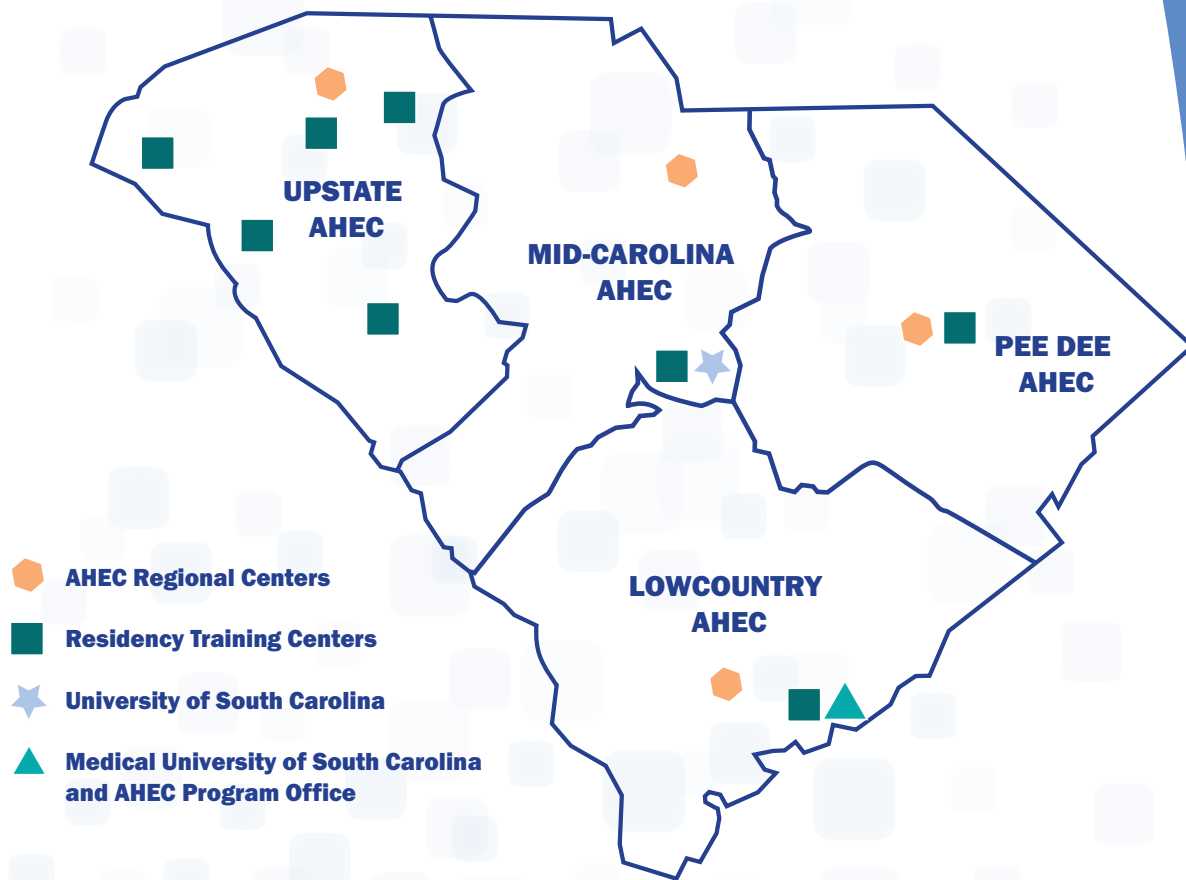 UPSTATE
AHEC
MID-CAROLINA
AHEC
PEE DEE
AHEC
LOWCOUNTRY
AHEC
AHEC Regional Centers
Residency Training Centers
University of South Carolina
Medical University of South Carolina
and AHEC Program Office